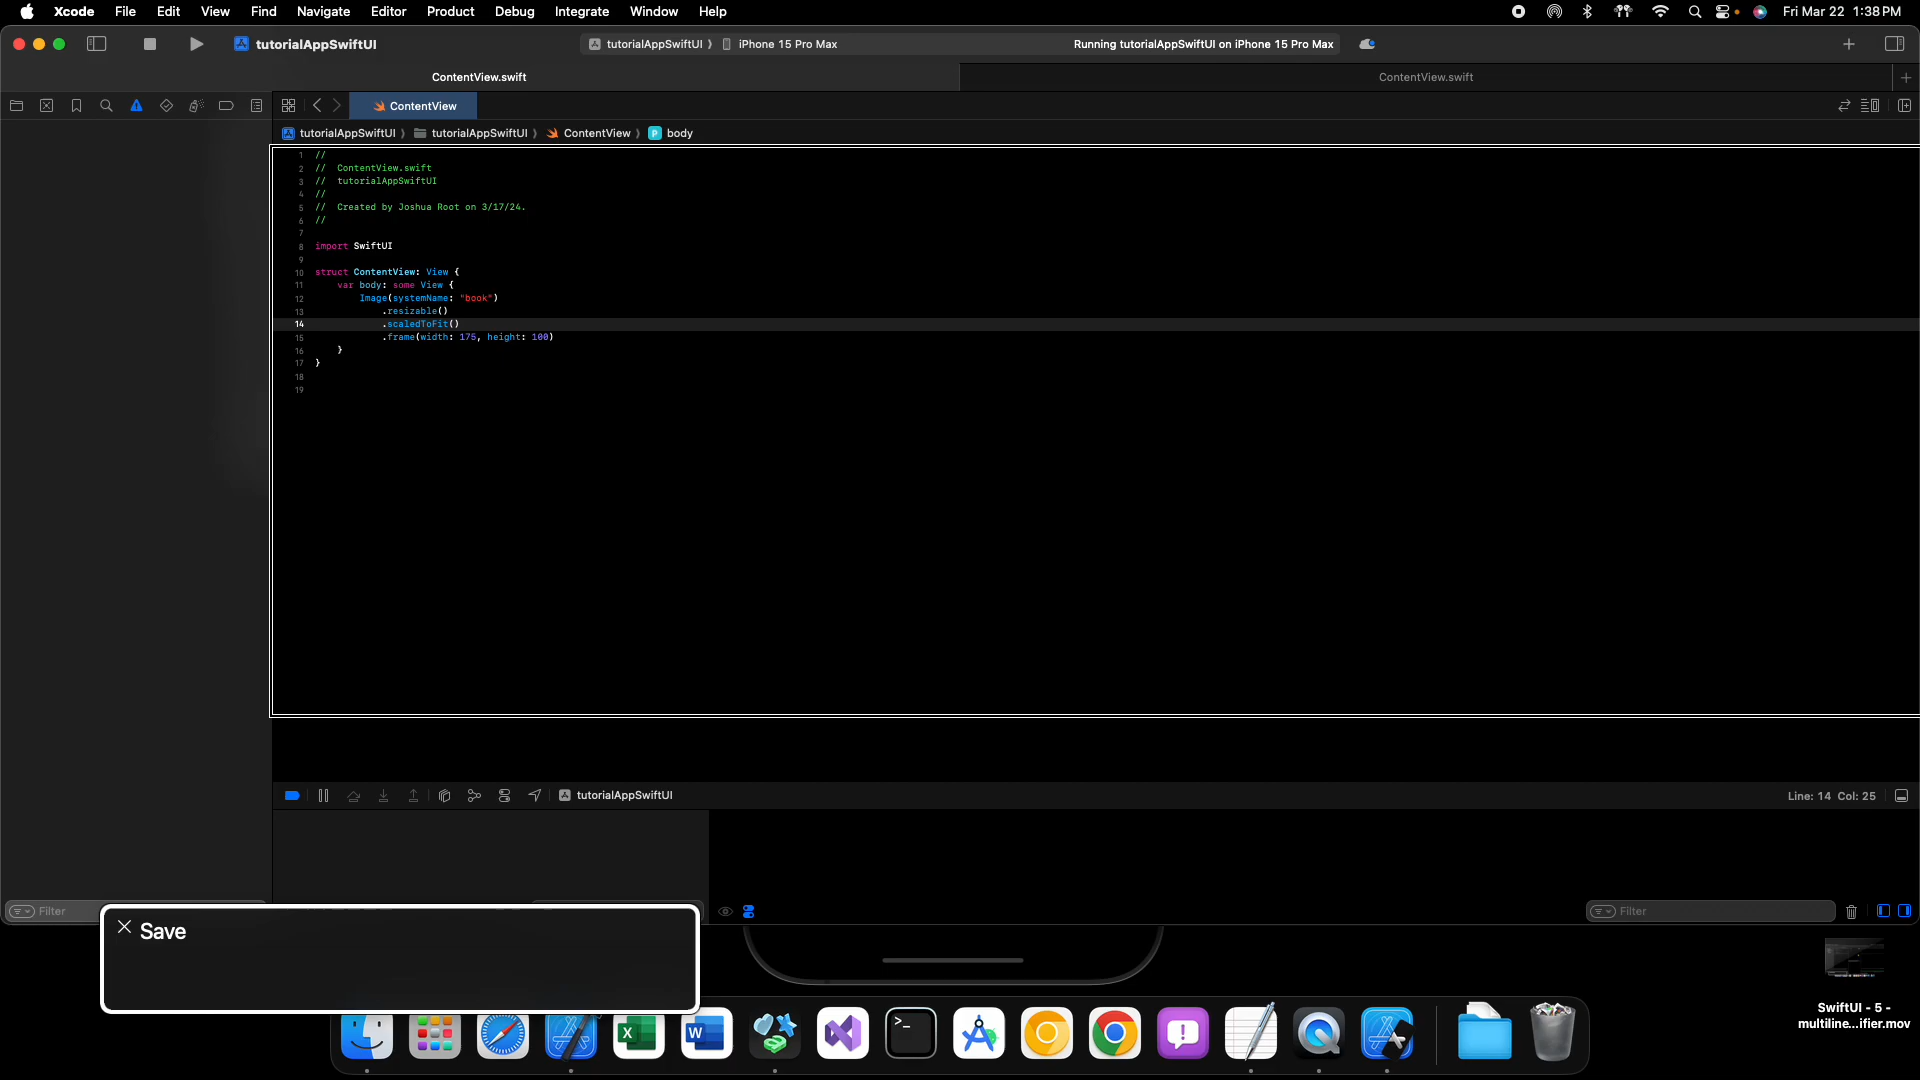 Xcode File Edit View Find Navigate Editor Product Debug Integrate Window Help Fri Mar 22 1:38 PM
tutorialAppSwiftUI tutorialAppSwiftUI iPhone 15 Pro Max Running tutorialAppSwiftUI on iPhone 15 Pro Max
ContentView.swift ContentView.swift
ContentView
tutorialAppSwiftUI tutorialAppSwiftUI ContentView P body
1 //
2 // ContentView.swift
3 // tutorialAppSwiftUI
4 //
5 // Created by Joshua Root on 3/17/24.
6 //
7
8 import SwiftUI
9
10 struct ContentView: View {
11 var body: some View {
12 Image(systemName: "book")
13 .resizable()
14 .scaledToFit()
15 .frame(width: 175, height: 100)
16 }
17 }
18
19
tutorialAppSwiftUI Line: 14 Col: 25
Filter Filter
Save
SwiftUI - 5 -
multiline...ifier.mov